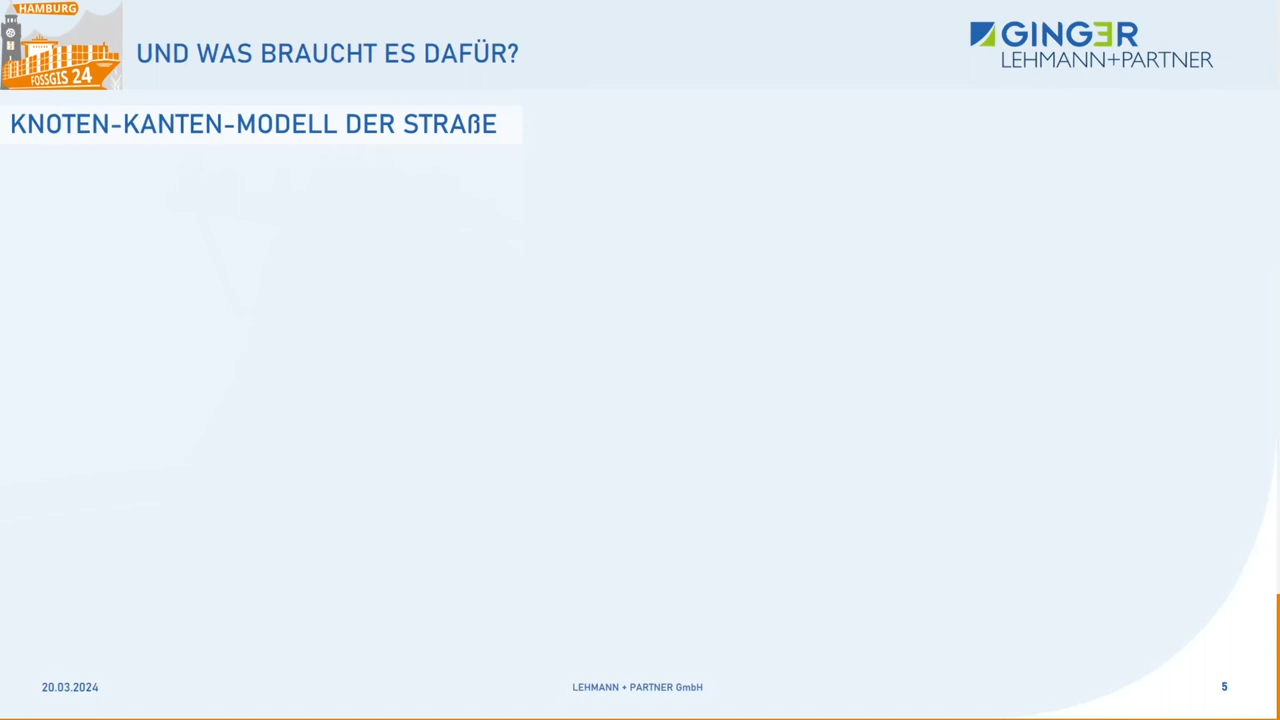 HAMBURG
FOSSGIS 24
UND WAS BRAUCHT ES DAFÜR?
GINGER
LEHMANN+PARTNER
KNOTEN-KANTEN-MODELL DER STRAßE
20.03.2024
LEHMANN + PARTNER GmbH
5